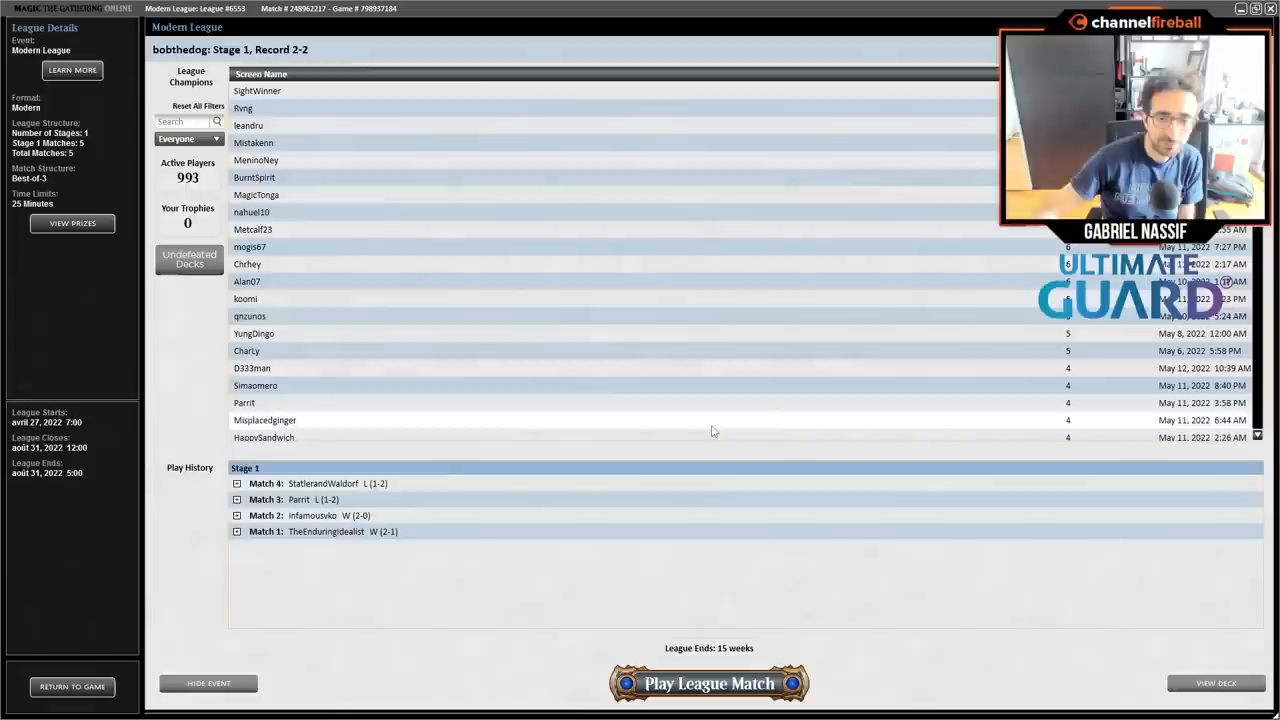 MAGIC THE GATHERING ONLINE
Modern League: League #6553
Match # 248962217 - Game # 798937184
League Details
Event:
Modern League
LEARN MORE
Format:
Modern
League Structure:
Number of Stages: 1
Stage 1 Matches: 5
Total Matches: 5
Match Structure:
Best-of-3
Time Limits:
25 Minutes
VIEW PRIZES
League Starts:
avril 27, 2022 7:00
League Closes:
août 31, 2022 12:00
League Ends:
août 31, 2022 5:00
RETURN TO GAME
Modern League
bobthedog: Stage 1, Record 2-2
League Champions
Reset All Filters
Search
Everyone
Active Players
993
Your Trophies
0
Undefeated Decks
Screen Name
SightWinner
Rvng
leandru
Mistakenn
MeninoNey
BurntSpirit
MagicTonga
nahuel10
Metcalf23 :55 AM
mogis67 6 May 11, 2022 7:27 PM
Chrhey 6 2022 2:17 AM
Alan07
koomi
qnzunos 5:24 AM
YungDingo 5 May 8, 2022 12:00 AM
CharLy 5 May 6, 2022 5:58 PM
D333man 4 May 12, 2022 10:39 AM
Simaomero 4 May 11, 2022 8:40 PM
Parrit 4 May 11, 2022 3:58 PM
Misplacedginger 4 May 11, 2022 6:44 AM
HappySandwich 4 May 11, 2022 2:26 AM
channelfireball
GABRIEL NASSIF
ULTIMATE
GUARD
Play History
Stage 1
Match 4: StatlerandWaldorf L (1-2)
Match 3: Parrit L (1-2)
Match 2: infamousvko W (2-0)
Match 1: TheEnduringIdealist W (2-1)
League Ends: 15 weeks
HIDE EVENT
Play League Match
VIEW DECK